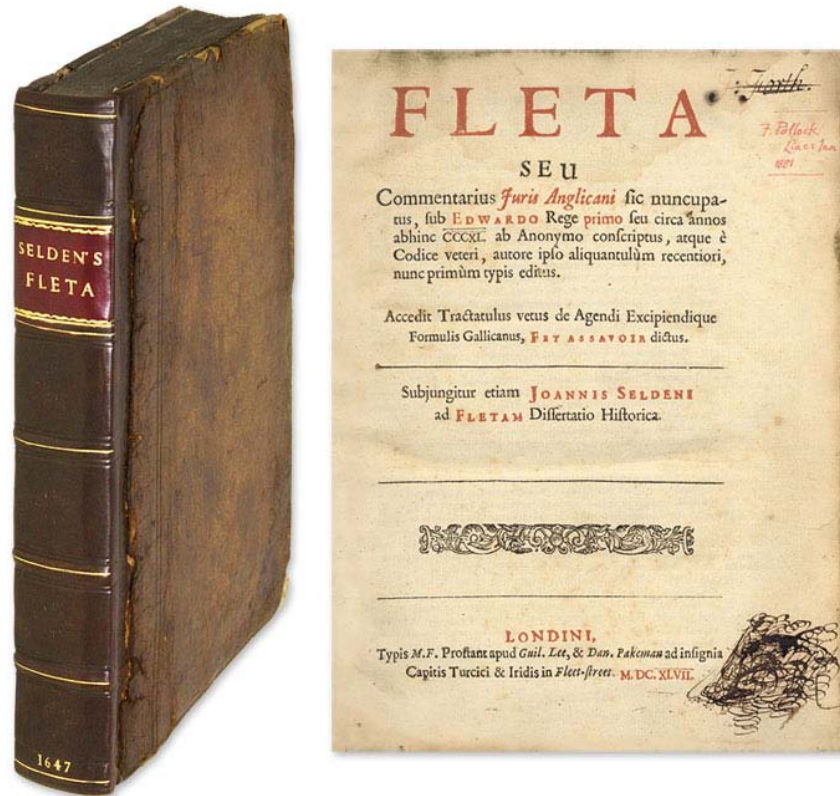 SELDEN'S
FLETA
1647
FLETA
SEU
Commentarius Juris Anglicani ſic nuncupa-
tus, ſub EDWARDO Rege primo ſeu circa annos
abhinc CCCXL. ab Anonymo conſcriptus, atque è
Codice veteri, autore ipſo aliquantulùm recentiori,
nunc primùm typis editus.
Accedit Tractatulus vetus de Agendi Excipiendique
Formulis Gallicanus, FET ASSAVOIR dictus.
Subjungitur etiam JOANNIS SELDENI
ad FLETAM Diſſertatio Hiſtorica.
LONDINI,
Typis M.F. Proſtant apud Guil. Lee, & Dan. Pakeman ad inſignia
Capitis Turcici & Iridis in Fleet-ſtreet. M. DC. XLVII.
F. Pollock
Linc's Inn
1881